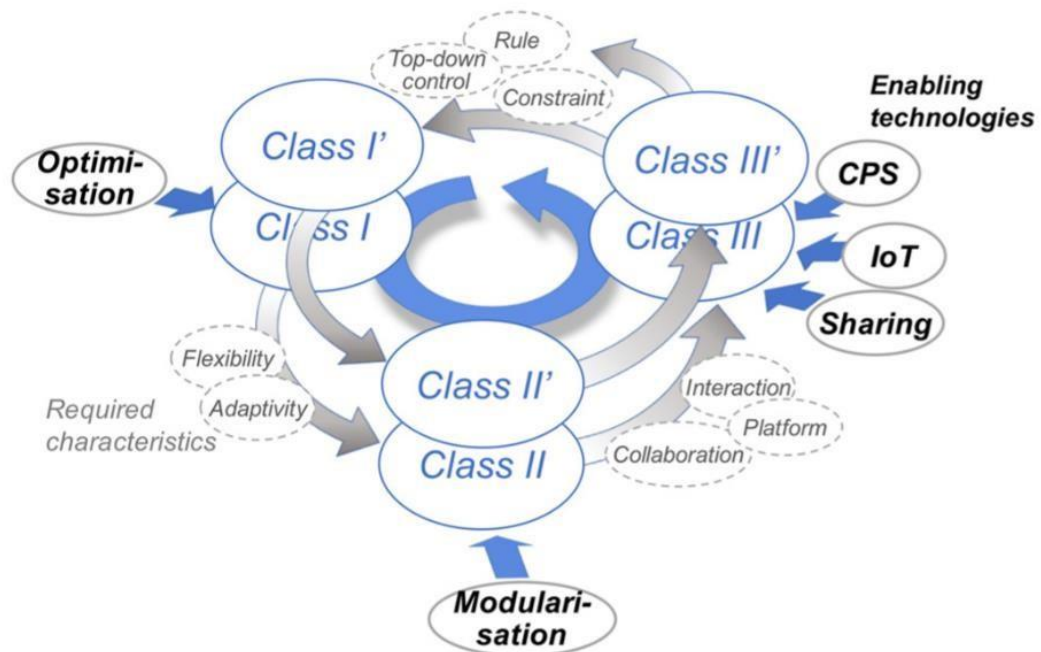 Rule
Top-down
control
Constraint
Enabling
technologies
Class I’
Class III’
Optimi-
sation
CPS
Class I
Class III
IoT
Sharing
Flexibility
Adaptivity
Required
characteristics
Class II’
Interaction
Platform
Collaboration
Class II
Modulari-
sation